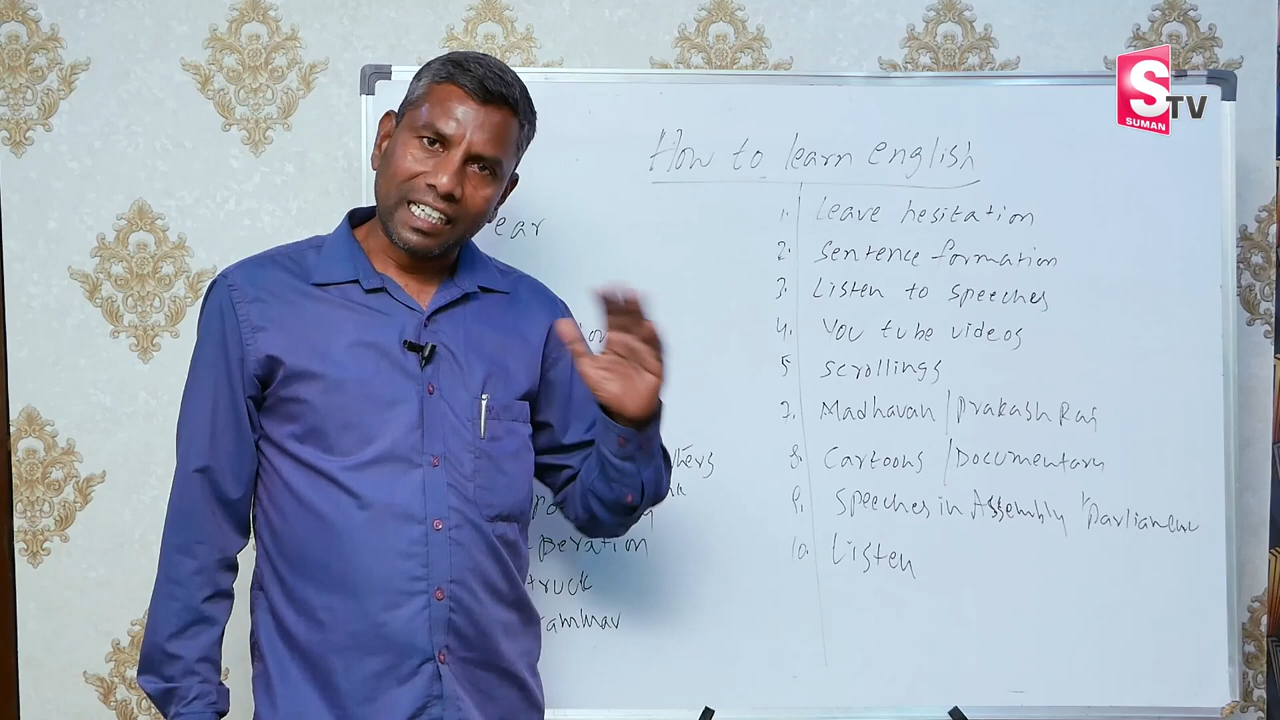 S TV
SUMAN
How to learn english
1. Leave hesitation
2. Sentence formation
3. Listen to speeches
4. You tube videos
5 scrollings
7. Madhavan / Prakash Raj
8. Cartoons / Documentary
9. Speeches in Assembly Parliament
10. Listen
ear
peration
truck
rammar